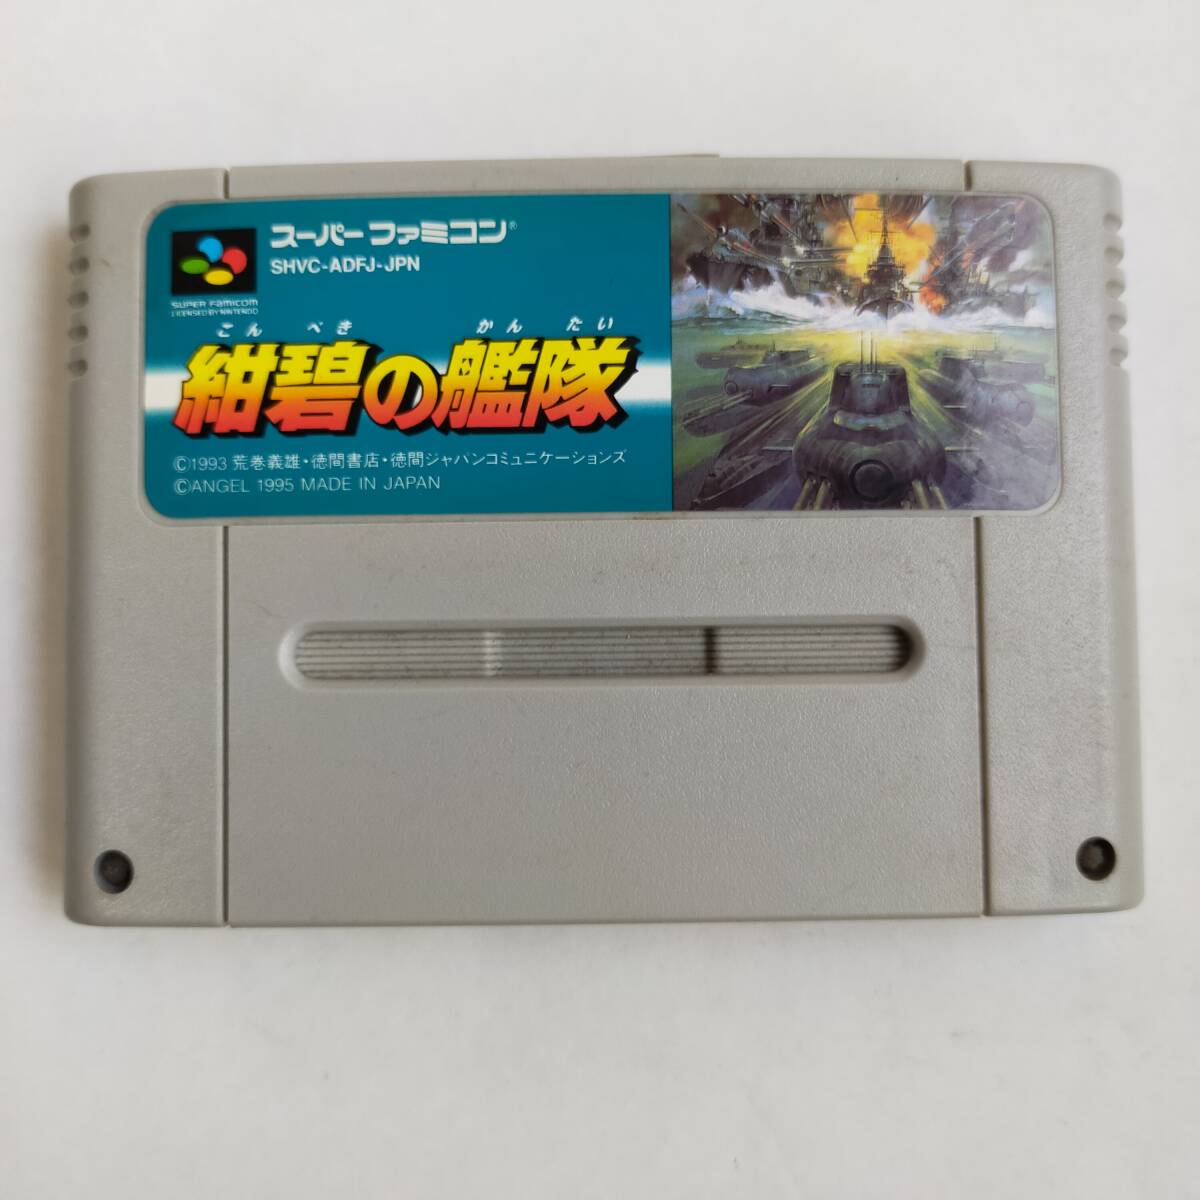 スーパーファミコン®
SHVC-ADFJ-JPN
SUPER FAMICOM
LICENSED BY NINTENDO
こん ぺき かん たい
紺碧の艦隊
©1993 荒巻義雄・徳間書店・徳間ジャパンコミュニケーションズ
©ANGEL 1995 MADE IN JAPAN